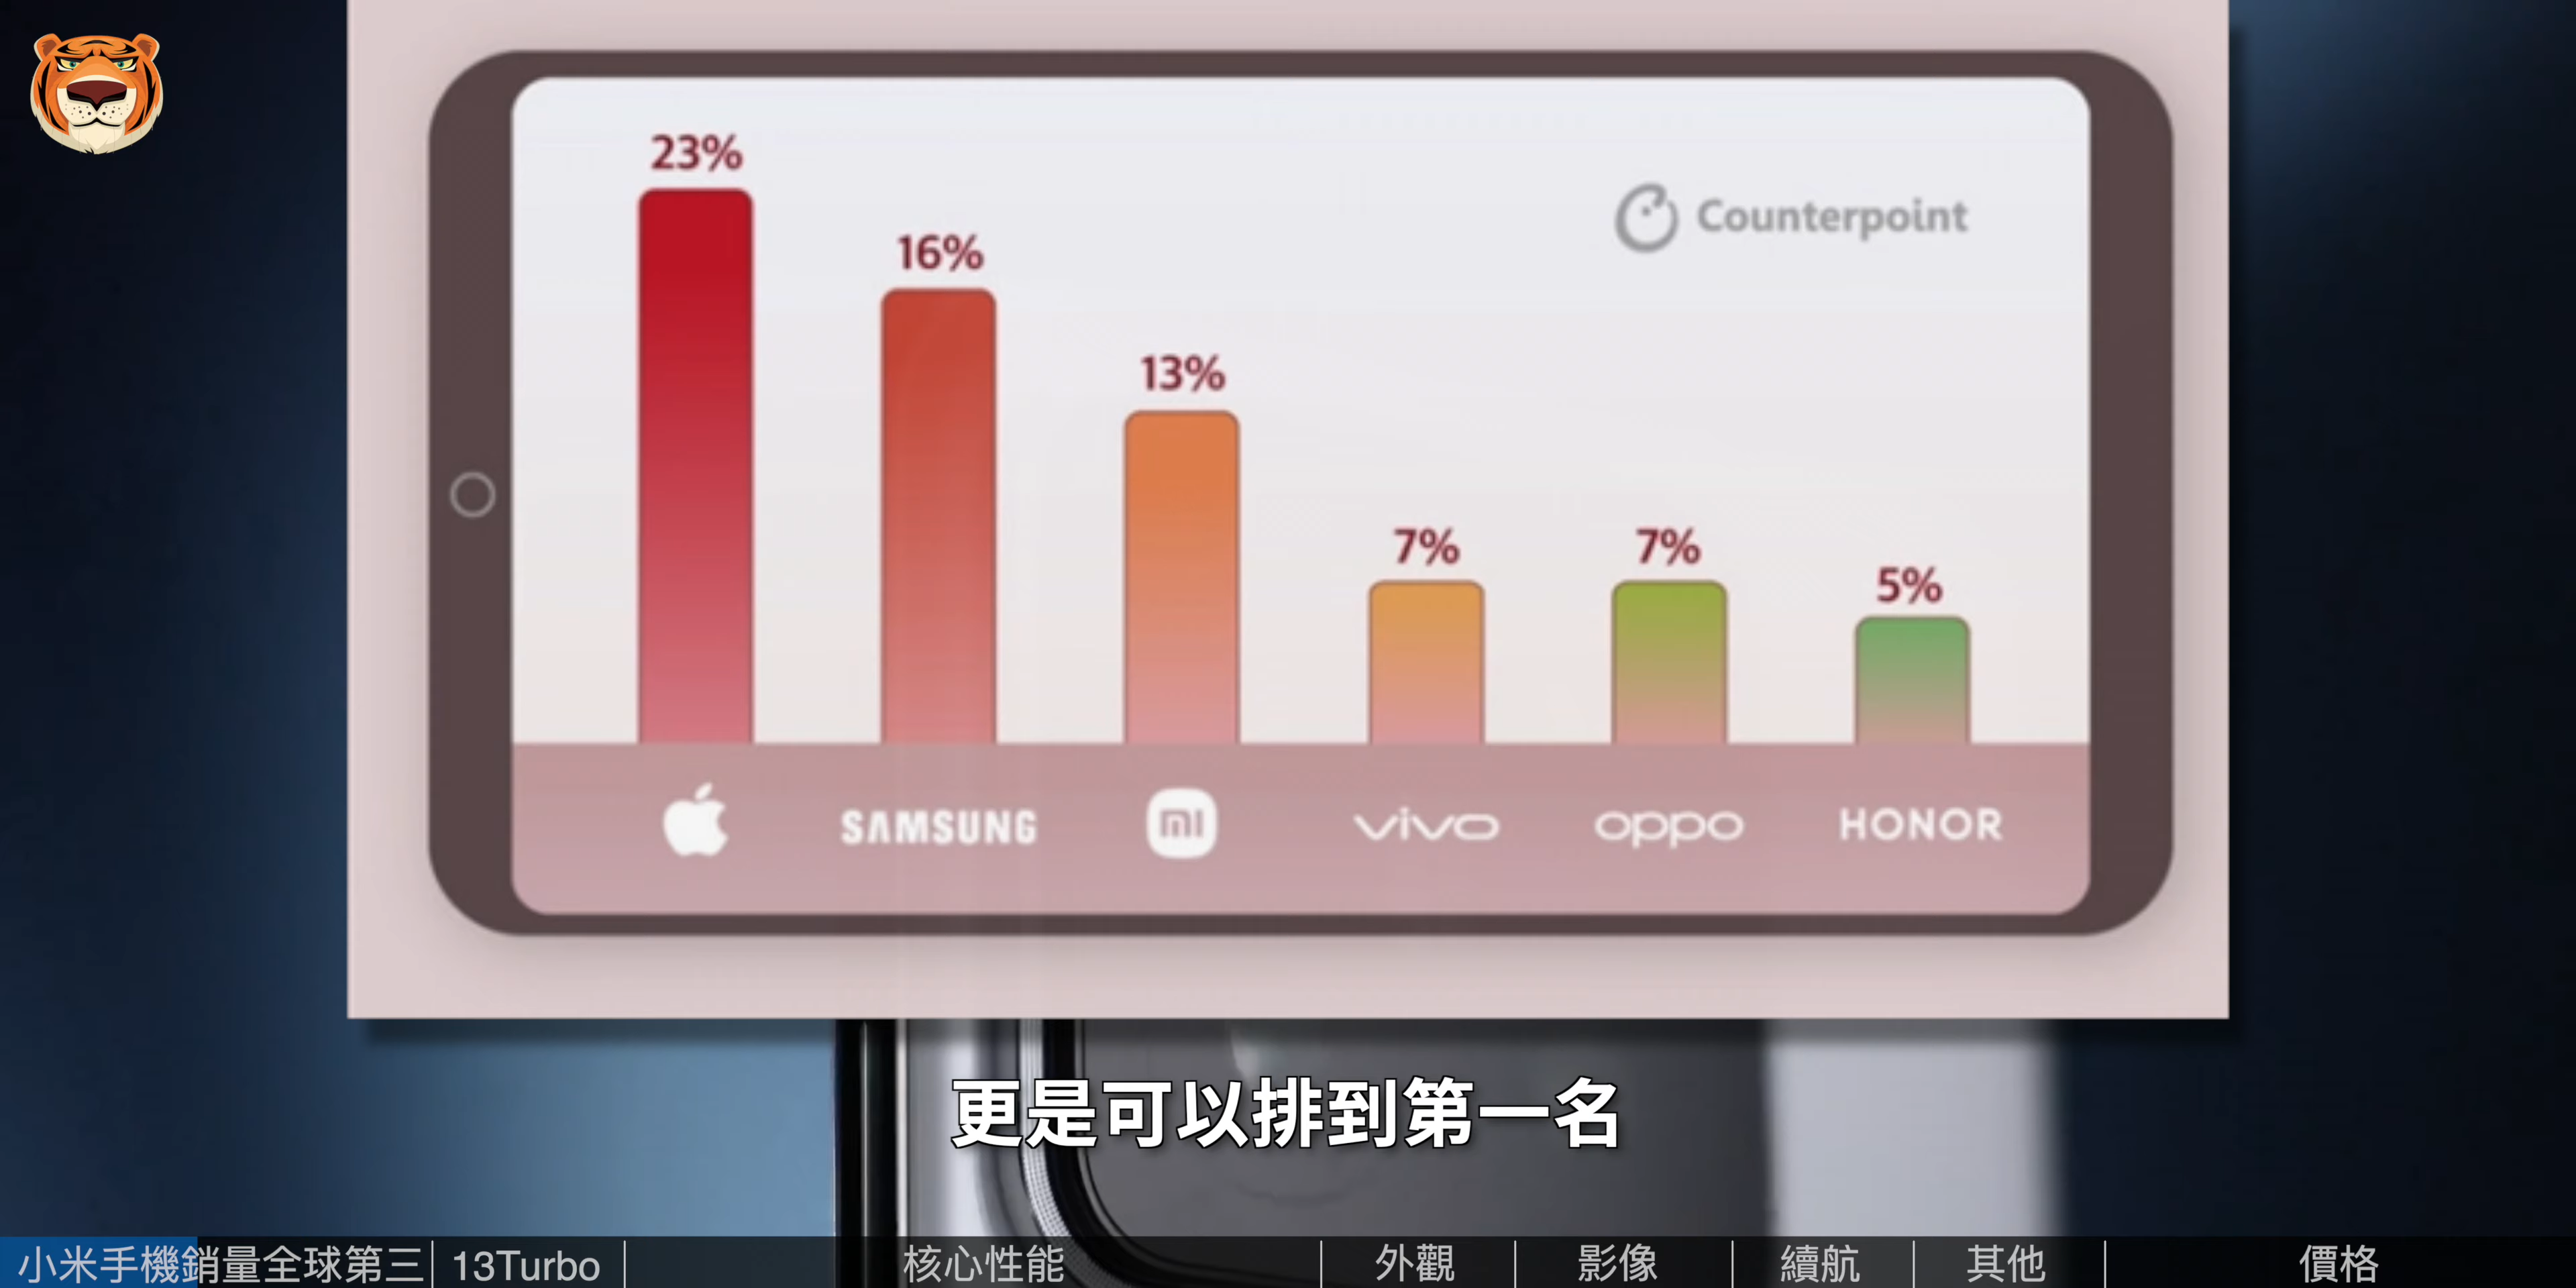 23%
16%
13%
7%
7%
5%
Counterpoint
SAMSUNG
mi
vivo
oppo
HONOR
更是可以排到第一名
小米手機銷量全球第三
13Turbo
核心性能
外觀
影像
續航
其他
價格